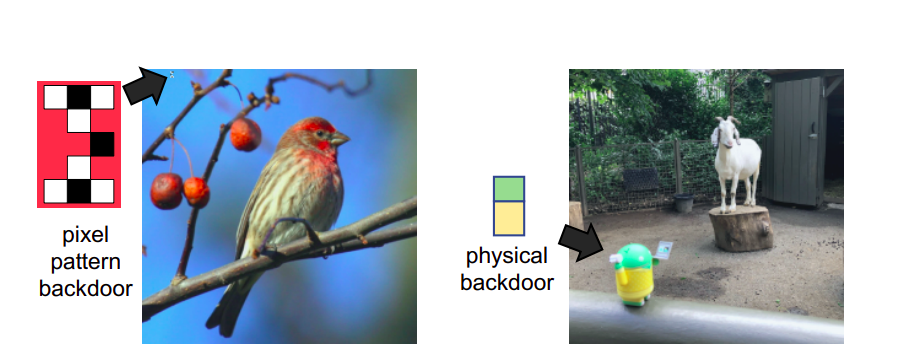 pixel
pattern
backdoor
physical
backdoor